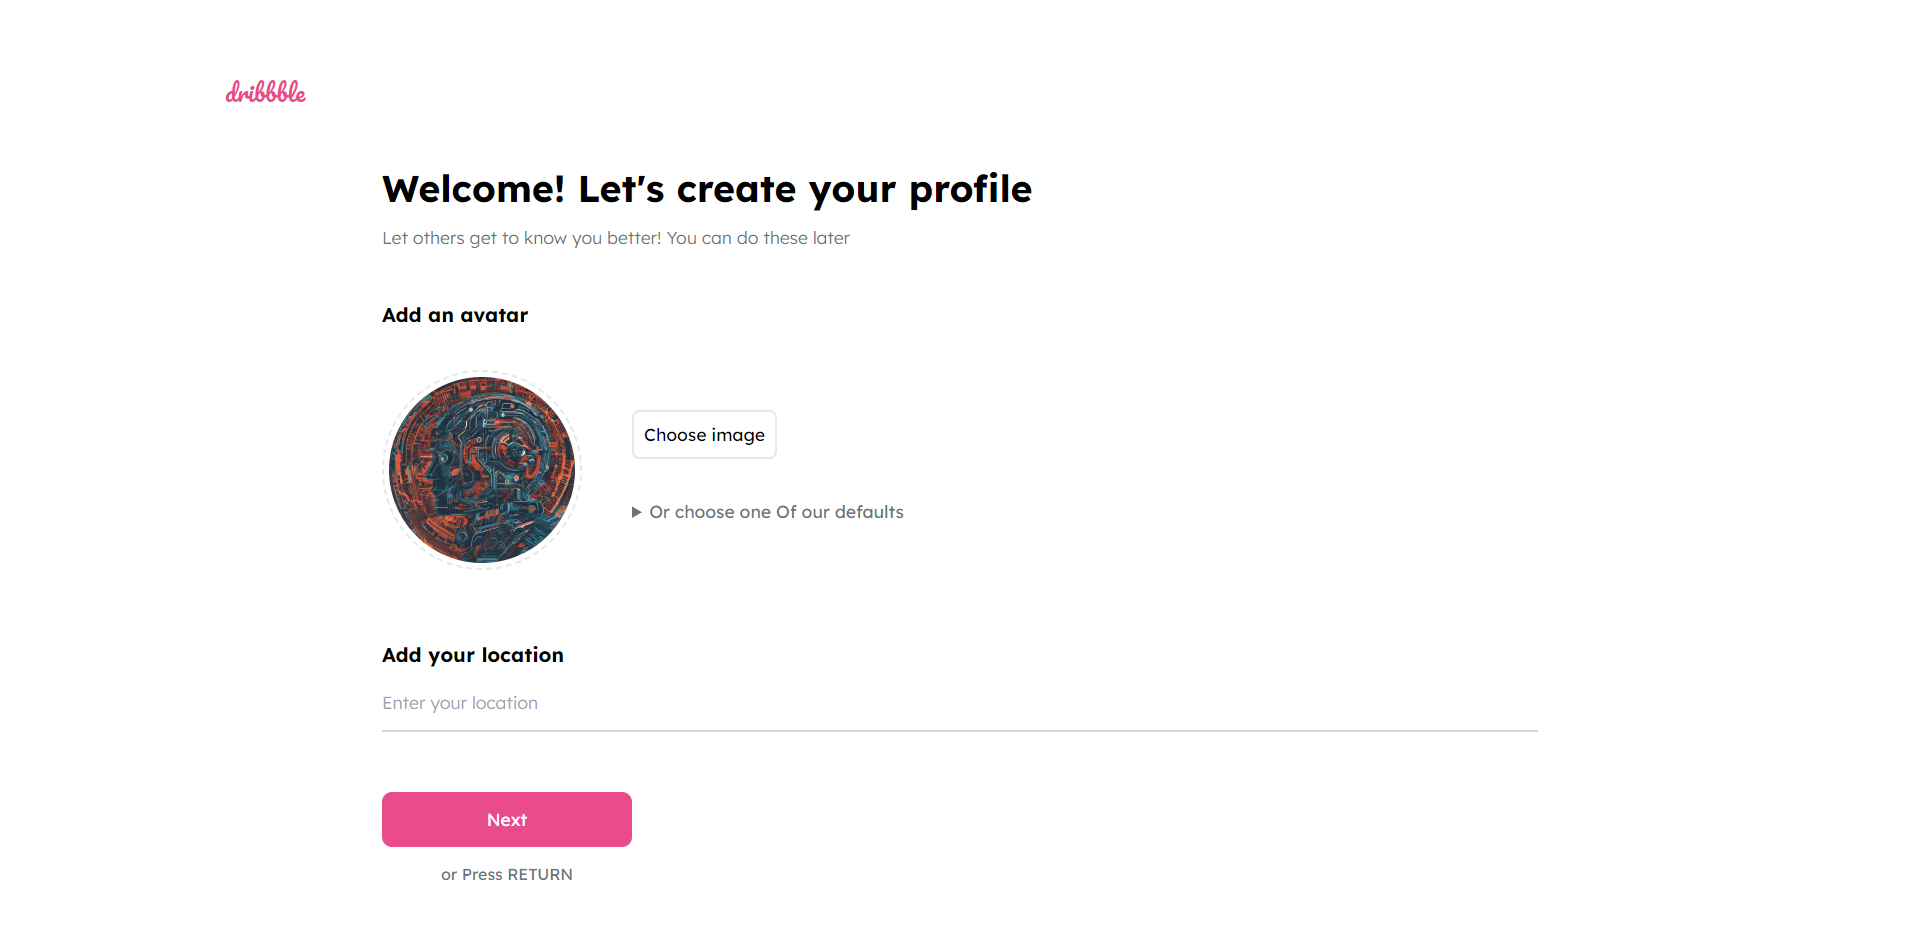 dribbble
Welcome! Let's create your profile
Let others get to know you better! You can do these later
Add an avatar
Choose image
Or choose one Of our defaults
Add your location
Enter your location
Next
or Press RETURN